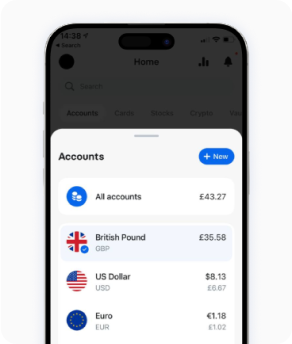 14:38
Search
Home
Search
Accounts Cards Stocks Crypto
Accounts
+ New
All accounts £43.27
British Pound £35.58
GBP
US Dollar $8.13
USD £6.67
Euro €1.18
EUR £1.02